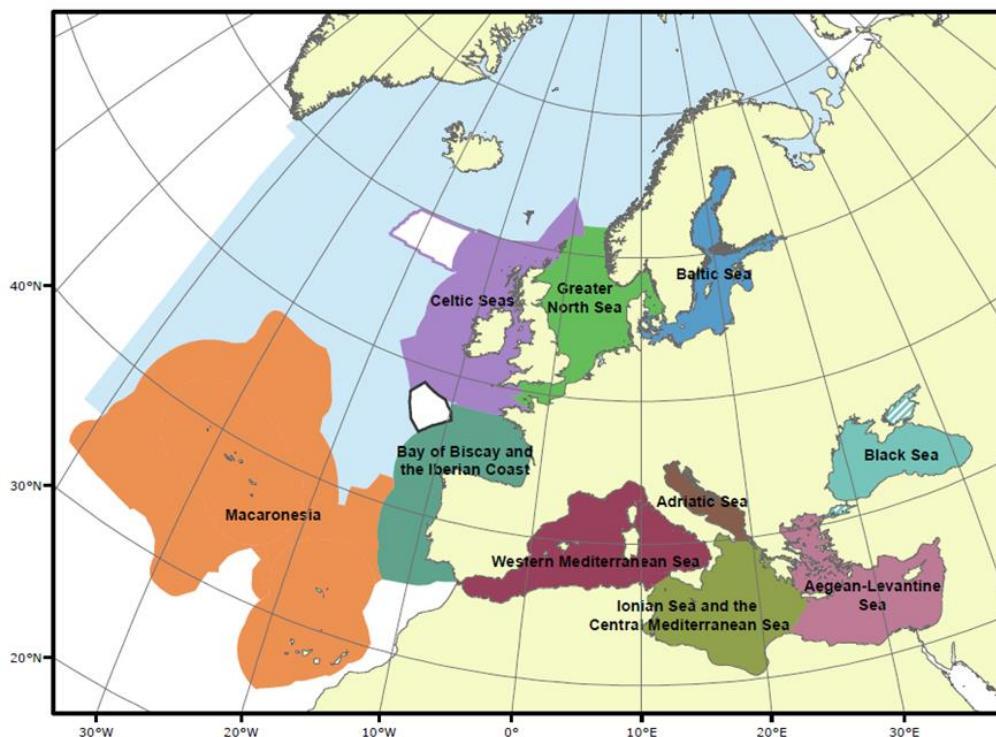 40°N
30°N
20°N
Celtic Seas
Greater
North Sea
Baltic Sea
Bay of Biscay and
the Iberian Coast
Black Sea
Macaronesia
Adriatic Sea
Western Mediterranean Sea
Aegean-Levantine
Sea
Ionian Sea and the
Central Mediterranean Sea
30°W
20°W
10°W
0°
10°E
20°E
30°E